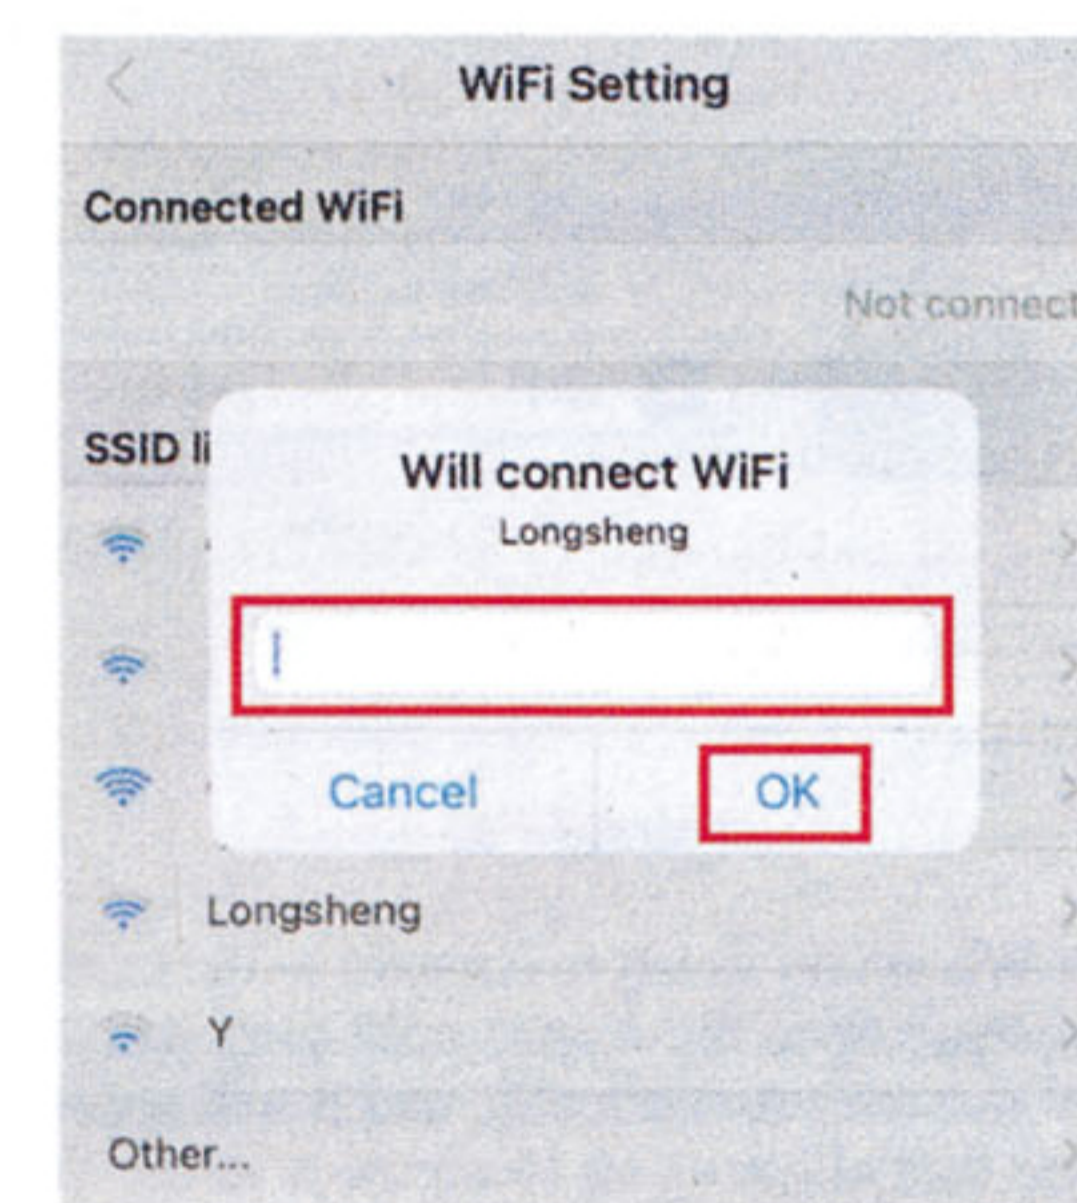 WiFi Setting
Connected WiFi
Not connect
SSID li
Will connect WiFi
Longsheng
Cancel
OK
Longsheng
Y
Other...